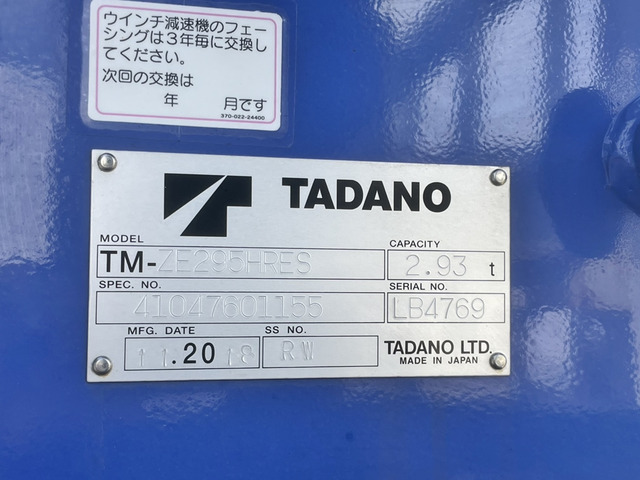 ウインチ減速機のフェー
シングは３年毎に交換し
てください。
次回の交換は
年 月です
370-022-22400
TADANO
MODEL
TM-ZE295HRES
CAPACITY
2.93 t
SPEC. NO.
41047601155
SERIAL NO.
LB4769
MFG. DATE
11.2018
SS NO.
RW
TADANO LTD.
MADE IN JAPAN